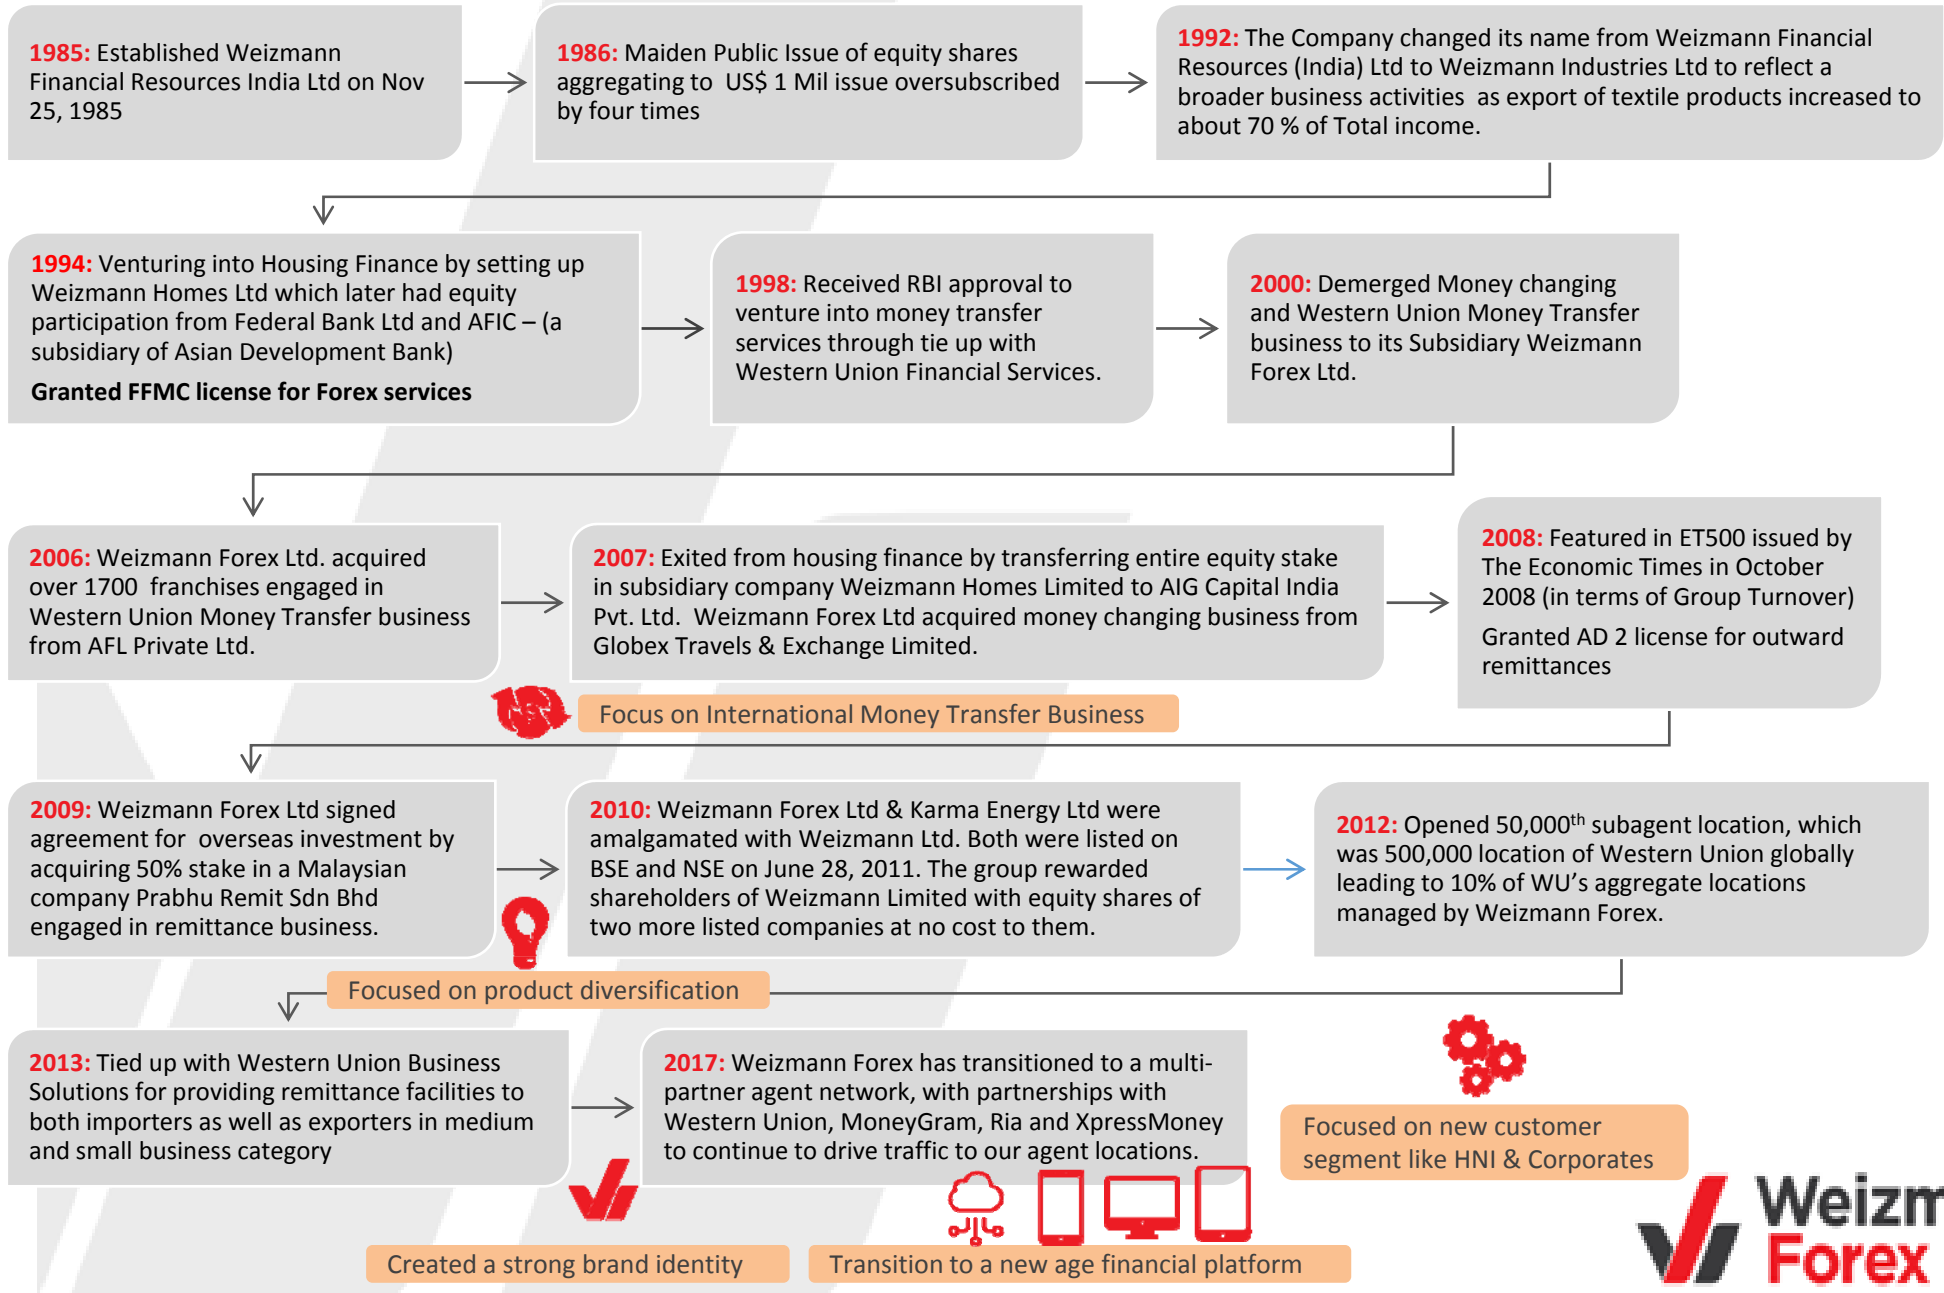 1985: Established Weizmann
Financial Resources India Ltd on Nov
25, 1985
1986: Maiden Public Issue of equity shares
aggregating to US$ 1 Mil issue oversubscribed
by four times
1992: The Company changed its name from Weizmann Financial
Resources (India) Ltd to Weizmann Industries Ltd to reflect a
broader business activities as export of textile products increased to
about 70 % of Total income.
1994: Venturing into Housing Finance by setting up
Weizmann Homes Ltd which later had equity
participation from Federal Bank Ltd and AFIC – (a
subsidiary of Asian Development Bank)
Granted FFMC license for Forex services
1998: Received RBI approval to
venture into money transfer
services through tie up with
Western Union Financial Services.
2000: Demerged Money changing
and Western Union Money Transfer
business to its Subsidiary Weizmann
Forex Ltd.
2006: Weizmann Forex Ltd. acquired
over 1700 franchises engaged in
Western Union Money Transfer business
from AFL Private Ltd.
2007: Exited from housing finance by transferring entire equity stake
in subsidiary company Weizmann Homes Limited to AIG Capital India
Pvt. Ltd. Weizmann Forex Ltd acquired money changing business from
Globex Travels & Exchange Limited.
2008: Featured in ET500 issued by
The Economic Times in October
2008 (in terms of Group Turnover)
Granted AD 2 license for outward
remittances
Focus on International Money Transfer Business
2009: Weizmann Forex Ltd signed
agreement for overseas investment by
acquiring 50% stake in a Malaysian
company Prabhu Remit Sdn Bhd
engaged in remittance business.
2010: Weizmann Forex Ltd & Karma Energy Ltd were
amalgamated with Weizmann Ltd. Both were listed on
BSE and NSE on June 28, 2011. The group rewarded
shareholders of Weizmann Limited with equity shares of
two more listed companies at no cost to them.
2012: Opened 50,000th subagent location, which
was 500,000 location of Western Union globally
leading to 10% of WU's aggregate locations
managed by Weizmann Forex.
Focused on product diversification
2013: Tied up with Western Union Business
Solutions for providing remittance facilities to
both importers as well as exporters in medium
and small business category
2017: Weizmann Forex has transitioned to a multi-
partner agent network, with partnerships with
Western Union, MoneyGram, Ria and XpressMoney
to continue to drive traffic to our agent locations.
Focused on new customer
segment like HNI & Corporates
Created a strong brand identity
Transition to a new age financial platform
Weizm
Forex